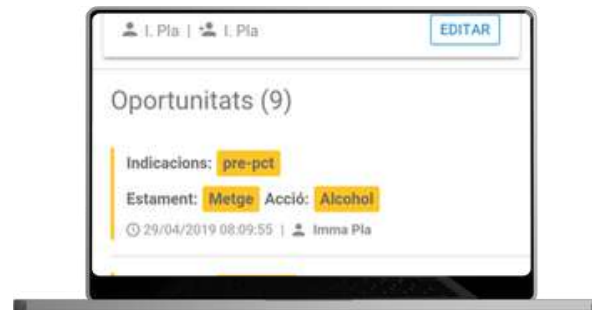 I. Pla | I. Pla EDITAR
Oportunitats (9)
Indicacions: pre-pct
Estament: Metge Acció: Alcohol
29/04/2019 08:09:55 | Imma Pla